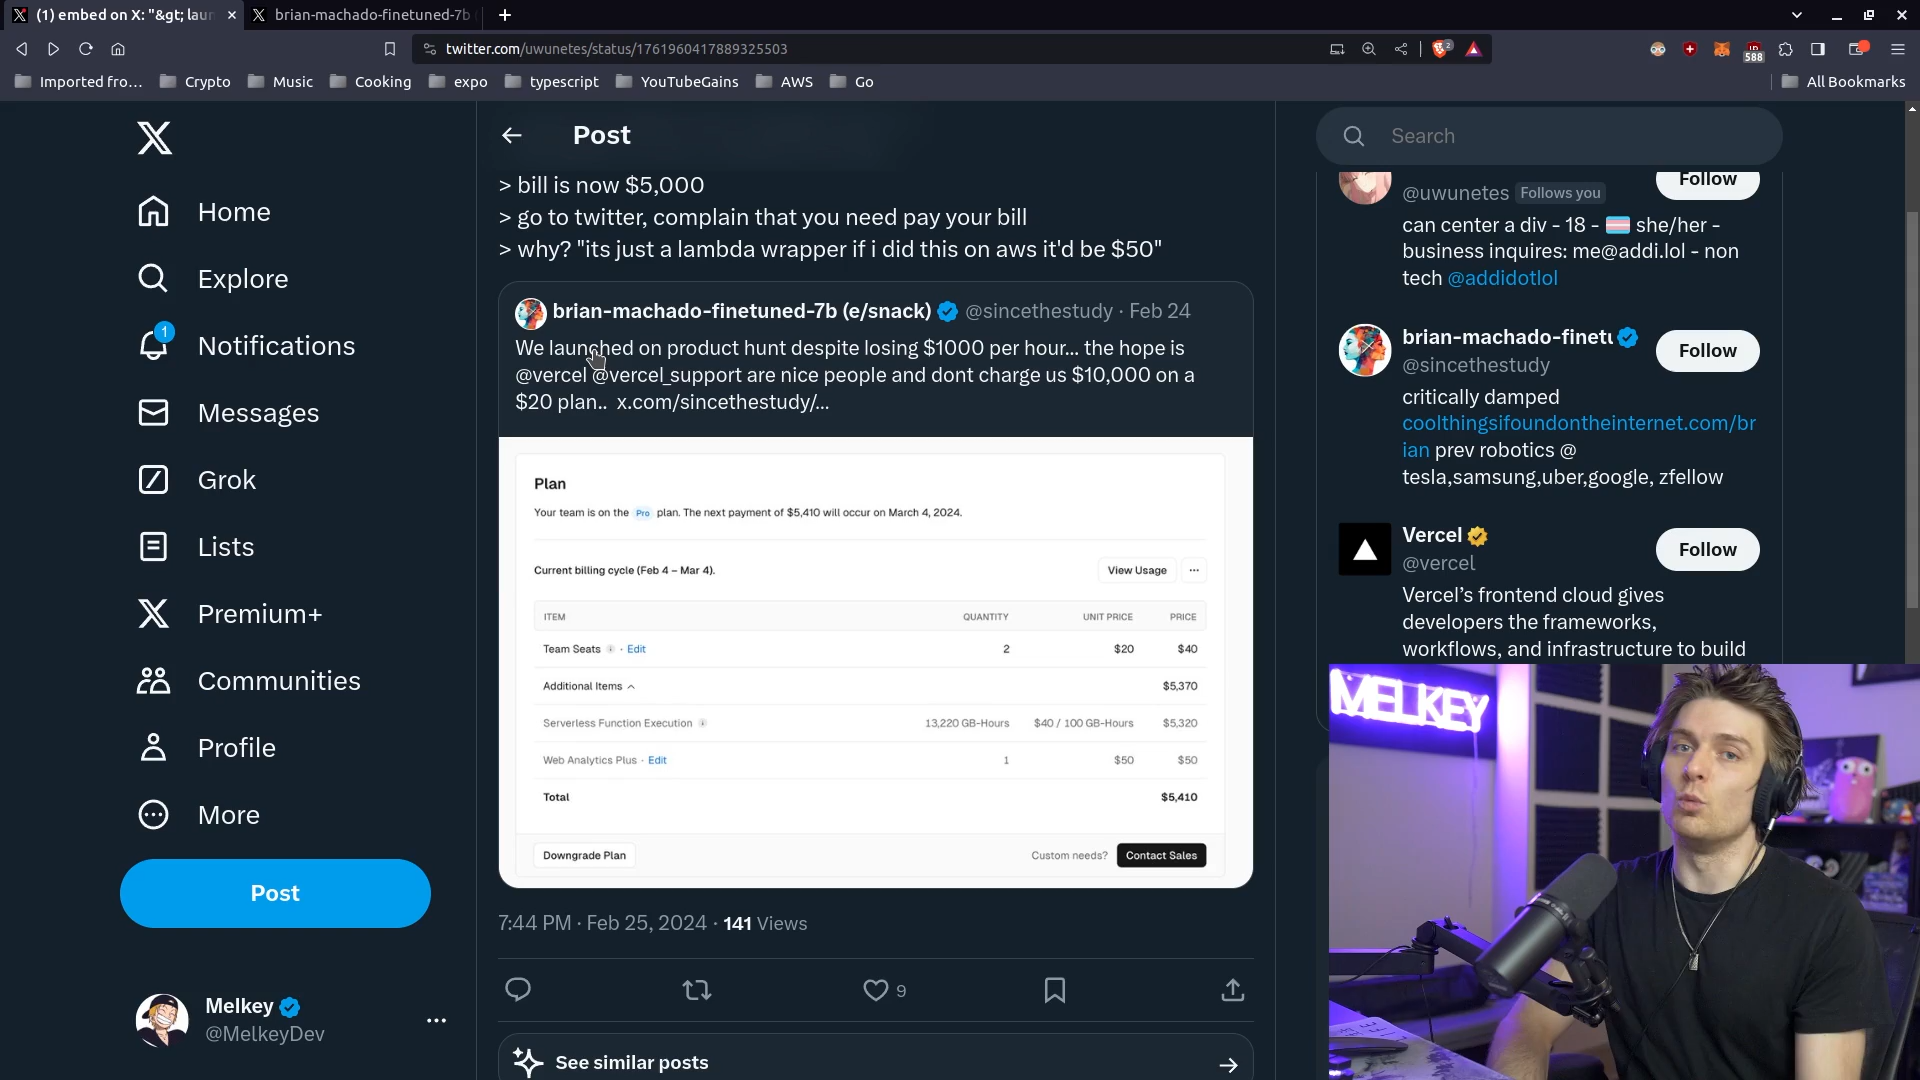 (1) embed on X: "&gt; laun
brian-machado-finetuned-7b (
twitter.com/uwunetes/status/1761960417889325503
2
588
Imported fro…
Crypto
Music
Cooking
expo
typescript
YouTubeGains
AWS
Go
All Bookmarks
Home
Explore
1
Notifications
Messages
Grok
Lists
Premium+
Communities
Profile
More
Post
Melkey
@MelkeyDev
Post
> bill is now $5,000
> go to twitter, complain that you need pay your bill
> why? "its just a lambda wrapper if i did this on aws it'd be $50"
brian-machado-finetuned-7b (e/snack) @sincethestudy · Feb 24
We launched on product hunt despite losing $1000 per hour... the hope is
@vercel @vercel_support are nice people and dont charge us $10,000 on a
$20 plan.. x.com/sincethestudy/…
Plan
Your team is on the Pro plan. The next payment of $5,410 will occur on March 4, 2024.
Current billing cycle (Feb 4 – Mar 4).
View Usage
ITEM QUANTITY UNIT PRICE PRICE
Team Seats · Edit 2 $20 $40
Additional Items $5,370
Serverless Function Execution 13,220 GB-Hours $40 / 100 GB-Hours $5,320
Web Analytics Plus · Edit 1 $50 $50
Total $5,410
Downgrade Plan
Custom needs?
Contact Sales
7:44 PM · Feb 25, 2024 · 141 Views
9
See similar posts
Search
@uwunetes Follows you
Follow
can center a div - 18 - she/her -
business inquires: me@addi.lol - non
tech @addidotlol
brian-machado-finetu
@sincethestudy
Follow
critically damped
coolthingsifoundontheinternet.com/br
ian prev robotics @
tesla,samsung,uber,google, zfellow
Vercel
@vercel
Follow
Vercel's frontend cloud gives
developers the frameworks,
workflows, and infrastructure to build
MELKEY